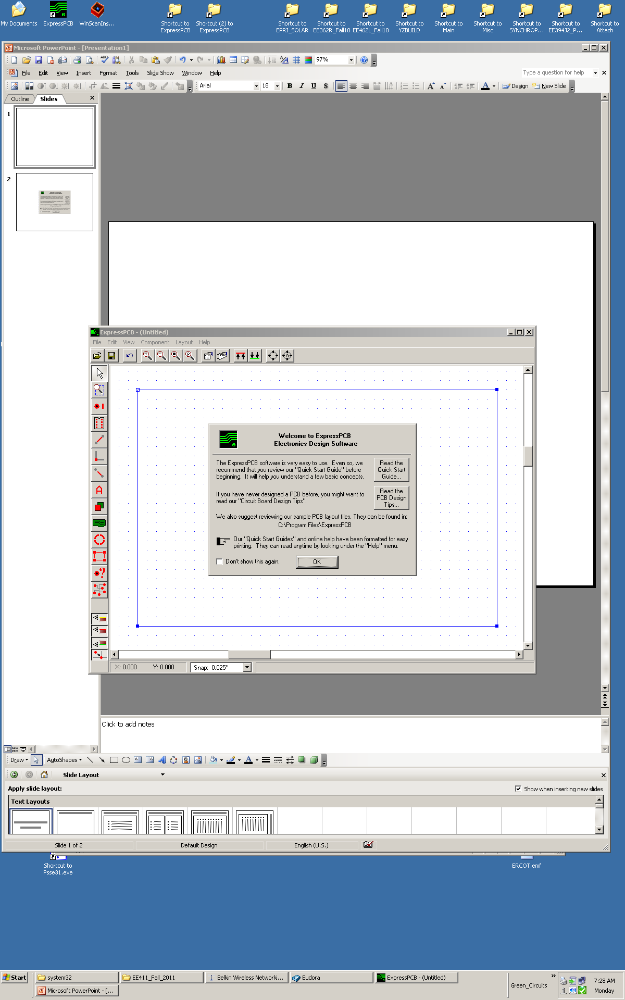 My Documents
ExpressPCB
WinScanIns...
Shortcut to
ExpressPCB
Shortcut (2) to
ExpressPCB
Shortcut to
EPRI_SOLAR
Shortcut to
EE362R_Fall10
Shortcut to
EE462L_Fall10
Shortcut to
YZBUILD
Shortcut to
Main
Shortcut to
Misc
Shortcut to
SYNCHROP...
Shortcut to
EE394J2_P...
Shortcut to
Attach
Microsoft PowerPoint - [Presentation1]
97%
File Edit View Insert Format Tools Slide Show Window Help
Type a question for help
Arial 18 B I U S A A A Design New Slide
Outline Slides
1
2
ExpressPCB - (Untitled)
File Edit View Component Layout Help
Welcome to ExpressPCB
Electronics Design Software
The ExpressPCB software is very easy to use. Even so, we
recommend that you review our "Quick Start Guide" before
beginning. It will help you understand a few basic concepts.
Read the
Quick Start
Guide...
If you have never designed a PCB before, you might want to
read our "Circuit Board Design Tips".
Read the
PCB Design
Tips...
We also suggest reviewing our sample PCB layout files. They can be found in:
C:\Program Files\ExpressPCB
Our "Quick Start Guides" and online help have been formatted for easy
printing. They can read anytime by looking under the "Help" menu.
Don't show this again.
OK
X: 0.000 Y: 0.000 Snap: 0.025"
Click to add notes
Draw AutoShapes
Slide Layout
Apply slide layout:
Show when inserting new slides
Text Layouts
Slide 1 of 2 Default Design English (U.S.)
Shortcut to
Psse31.exe
ERCOT.emf
Start
system32
EE411_Fall_2011
Belkin Wireless Networki...
Eudora
ExpressPCB - (Untitled)
Microsoft PowerPoint - [...
Green_Circuits
7:28 AM
Monday